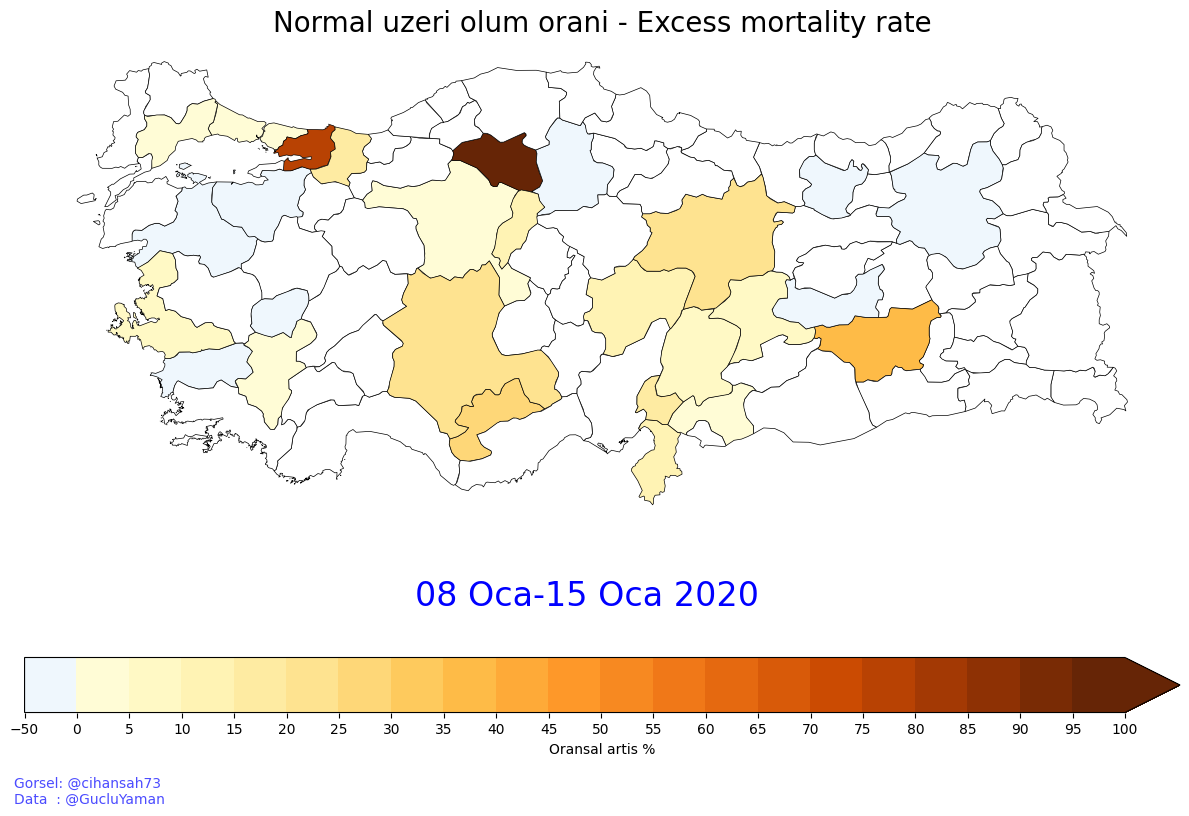 Normal uzeri olum orani - Excess mortality rate
08 Oca-15 Oca 2020
−50 0 5 10 15 20 25 30 35 40 45 50 55 60 65 70 75 80 85 90 95 100
Oransal artis %
Gorsel: @cihansah73
Data  : @GucluYaman